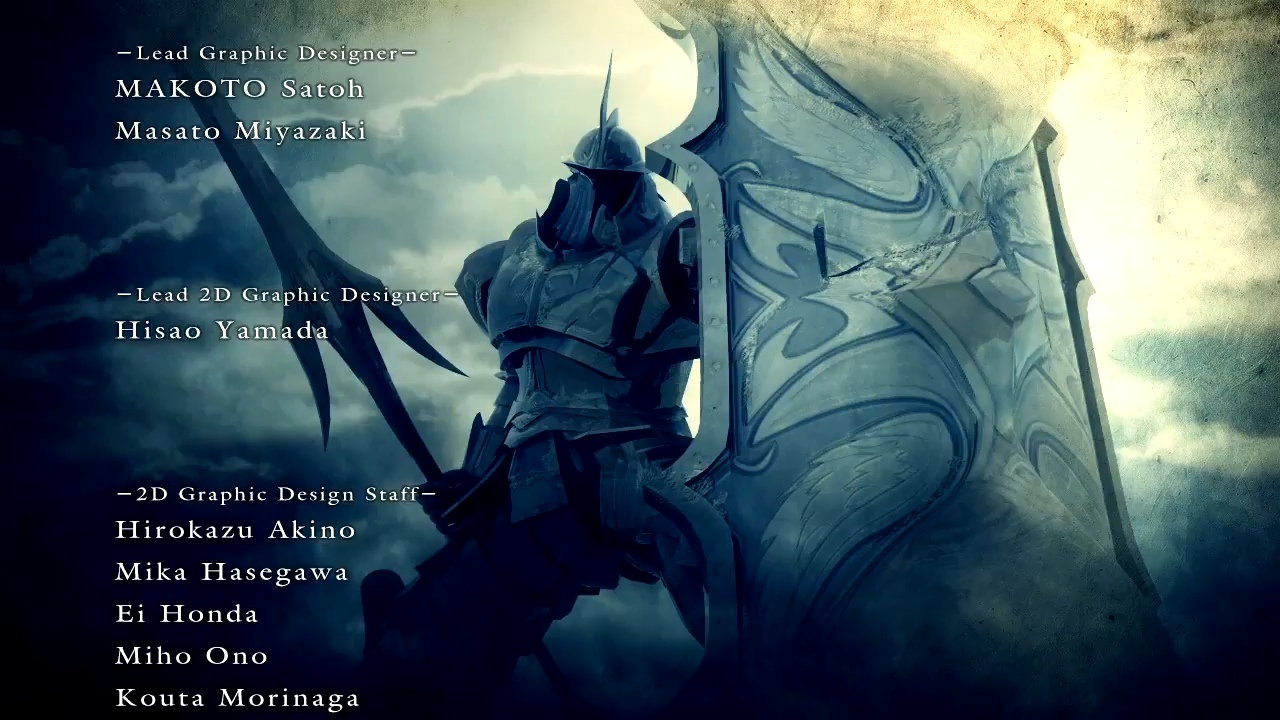 −Lead Graphic Designer−
MAKOTO Satoh
Masato Miyazaki
−Lead 2D Graphic Designer−
Hisao Yamada
−2D Graphic Design Staff−
Hirokazu Akino
Mika Hasegawa
Ei Honda
Miho Ono
Kouta Morinaga